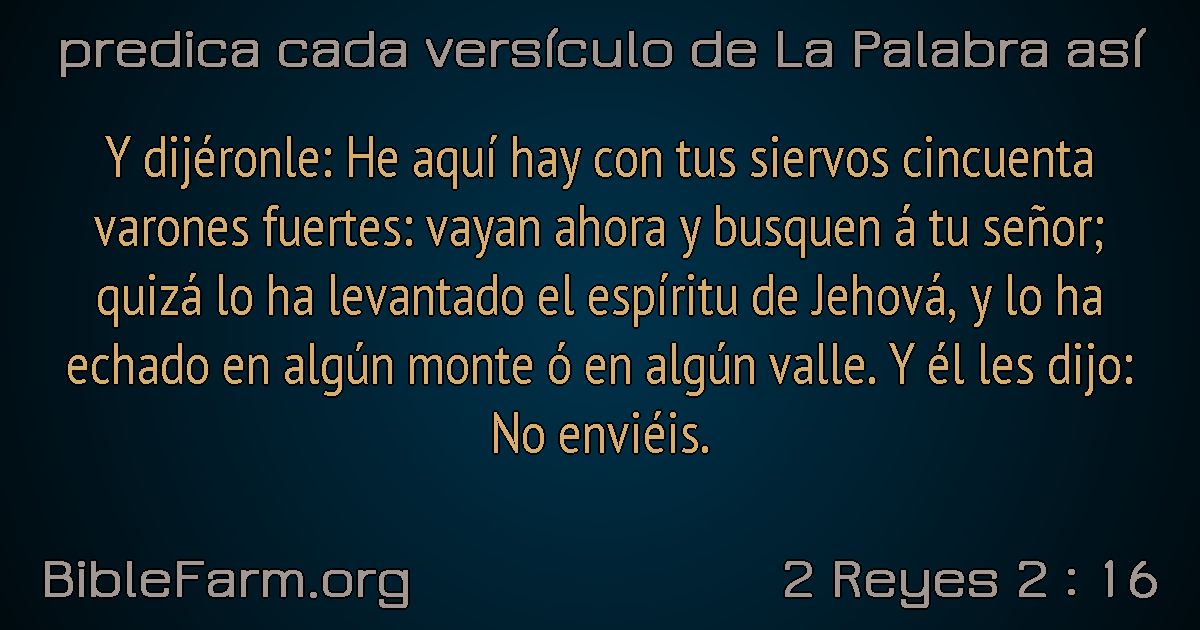 predica cada versículo de La Palabra así
Y dijéronle: He aquí hay con tus siervos cincuenta
varones fuertes: vayan ahora y busquen á tu señor;
quizá lo ha levantado el espíritu de Jehová, y lo ha
echado en algún monte ó en algún valle. Y él les dijo:
No enviéis.
BibleFarm.org
2 Reyes 2 : 16